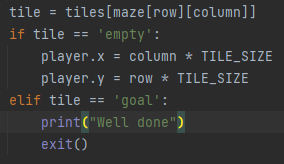 tile = tiles[maze[row][column]]
if tile == 'empty':
    player.x = column * TILE_SIZE
    player.y = row * TILE_SIZE
elif tile == 'goal':
    print("Well done")
    exit()